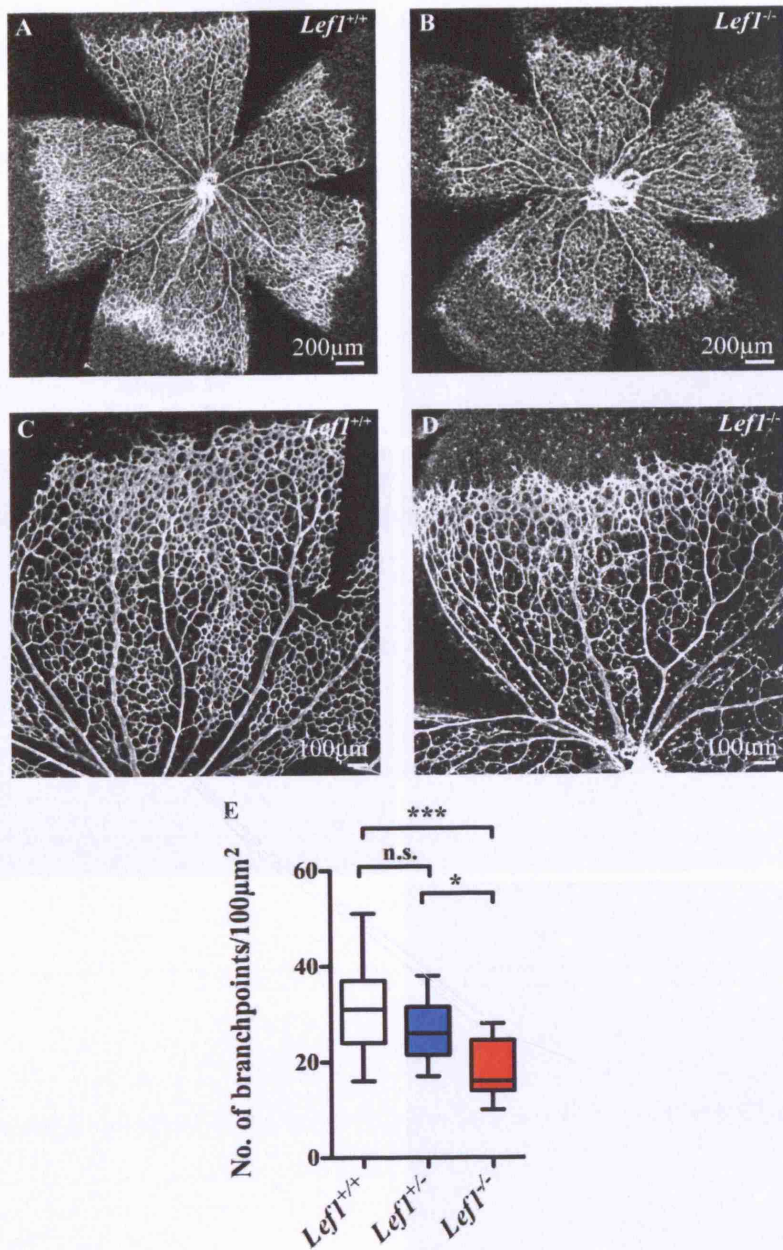 A Lef1+/+
B Lef1-/-
200µm
200µm
C Lef1+/+
D Lef1-/-
100µm
100µm
E
***
n.s.
*
60
40
20
0
No. of branchpoints/100µm²
Lef1+/+
Lef1+/-
Lef1-/-